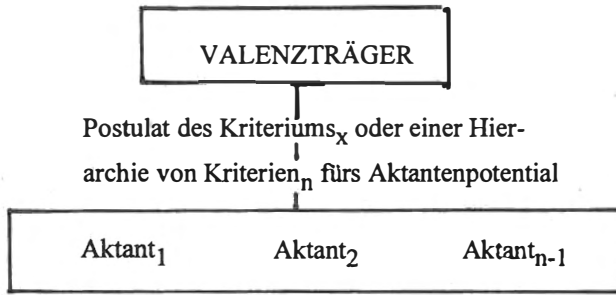 VALENZTRÄGER
Postulat des Kriteriums_x oder einer Hier-
archie von Kriterien_n fürs Aktantenpotential
Aktant_1 Aktant_2 Aktant_n-1